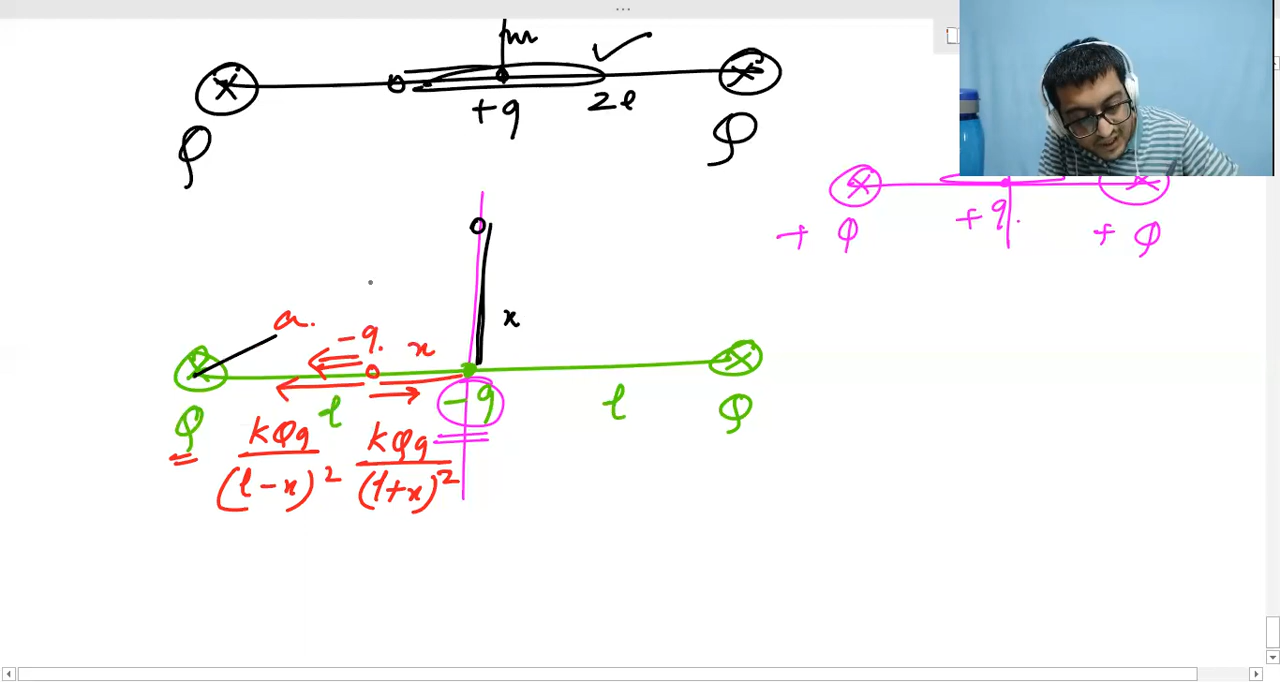 m
+q
2l
Q
Q
+q
+ Q
+ Q
x
a.
-q.
x
-q
l
l
Q
Q
kQq
(l-x)²
kQq
(l+x)²